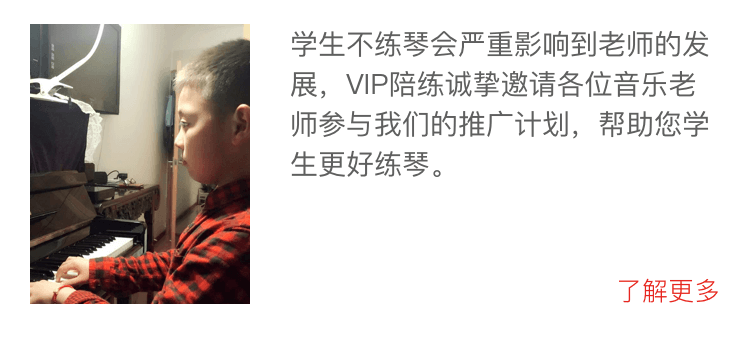 学生不练琴会严重影响到老师的发
展，VIP陪练诚挚邀请各位音乐老
师参与我们的推广计划，帮助您学
生更好练琴。
了解更多